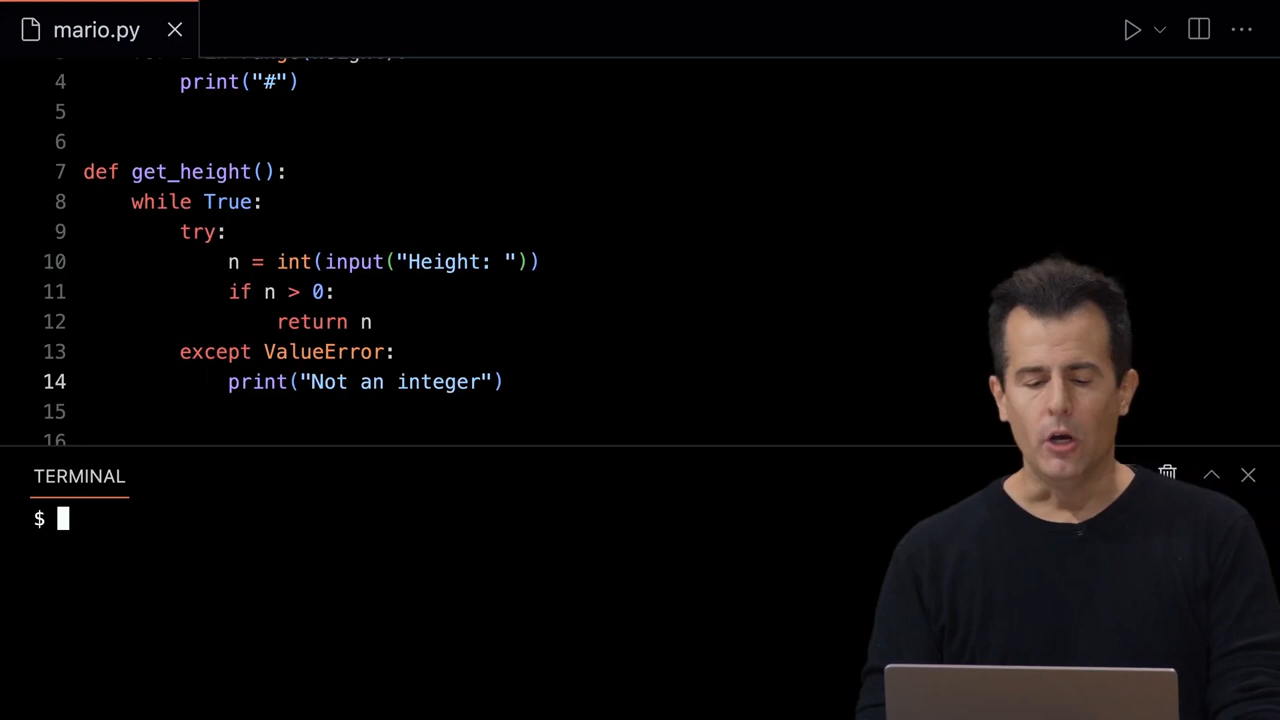 mario.py
4 print("#")
5
6
7 def get_height():
8 while True:
9 try:
10 n = int(input("Height: "))
11 if n > 0:
12 return n
13 except ValueError:
14 print("Not an integer")
15
16
TERMINAL
$